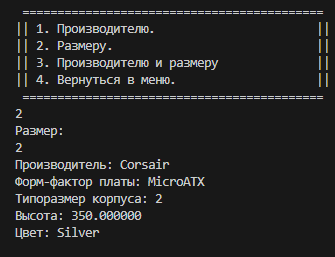 ========================================
|| 1. Производителю. ||
|| 2. Размеру. ||
|| 3. Производителю и размеру ||
|| 4. Вернуться в меню. ||
========================================
2
Размер:
2
Производитель: Corsair
Форм-фактор платы: MicroATX
Типоразмер корпуса: 2
Высота: 350.000000
Цвет: Silver